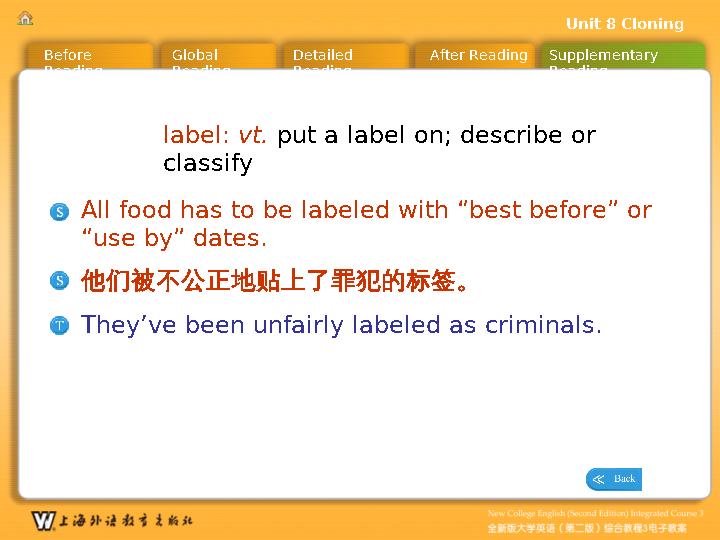 Unit 8 Cloning
Before Reading
Global Reading
Detailed Reading
After Reading
Supplementary Reading
label: vt. put a label on; describe or
classify
S
All food has to be labeled with “best before” or
“use by” dates.
S
他们被不公正地贴上了罪犯的标签。
T
They’ve been unfairly labeled as criminals.
≪ Back
W 上海外语教育出版社
New College English (Second Edition) Integrated Course 3
全新版大学英语（第二版）综合教程3电子教案